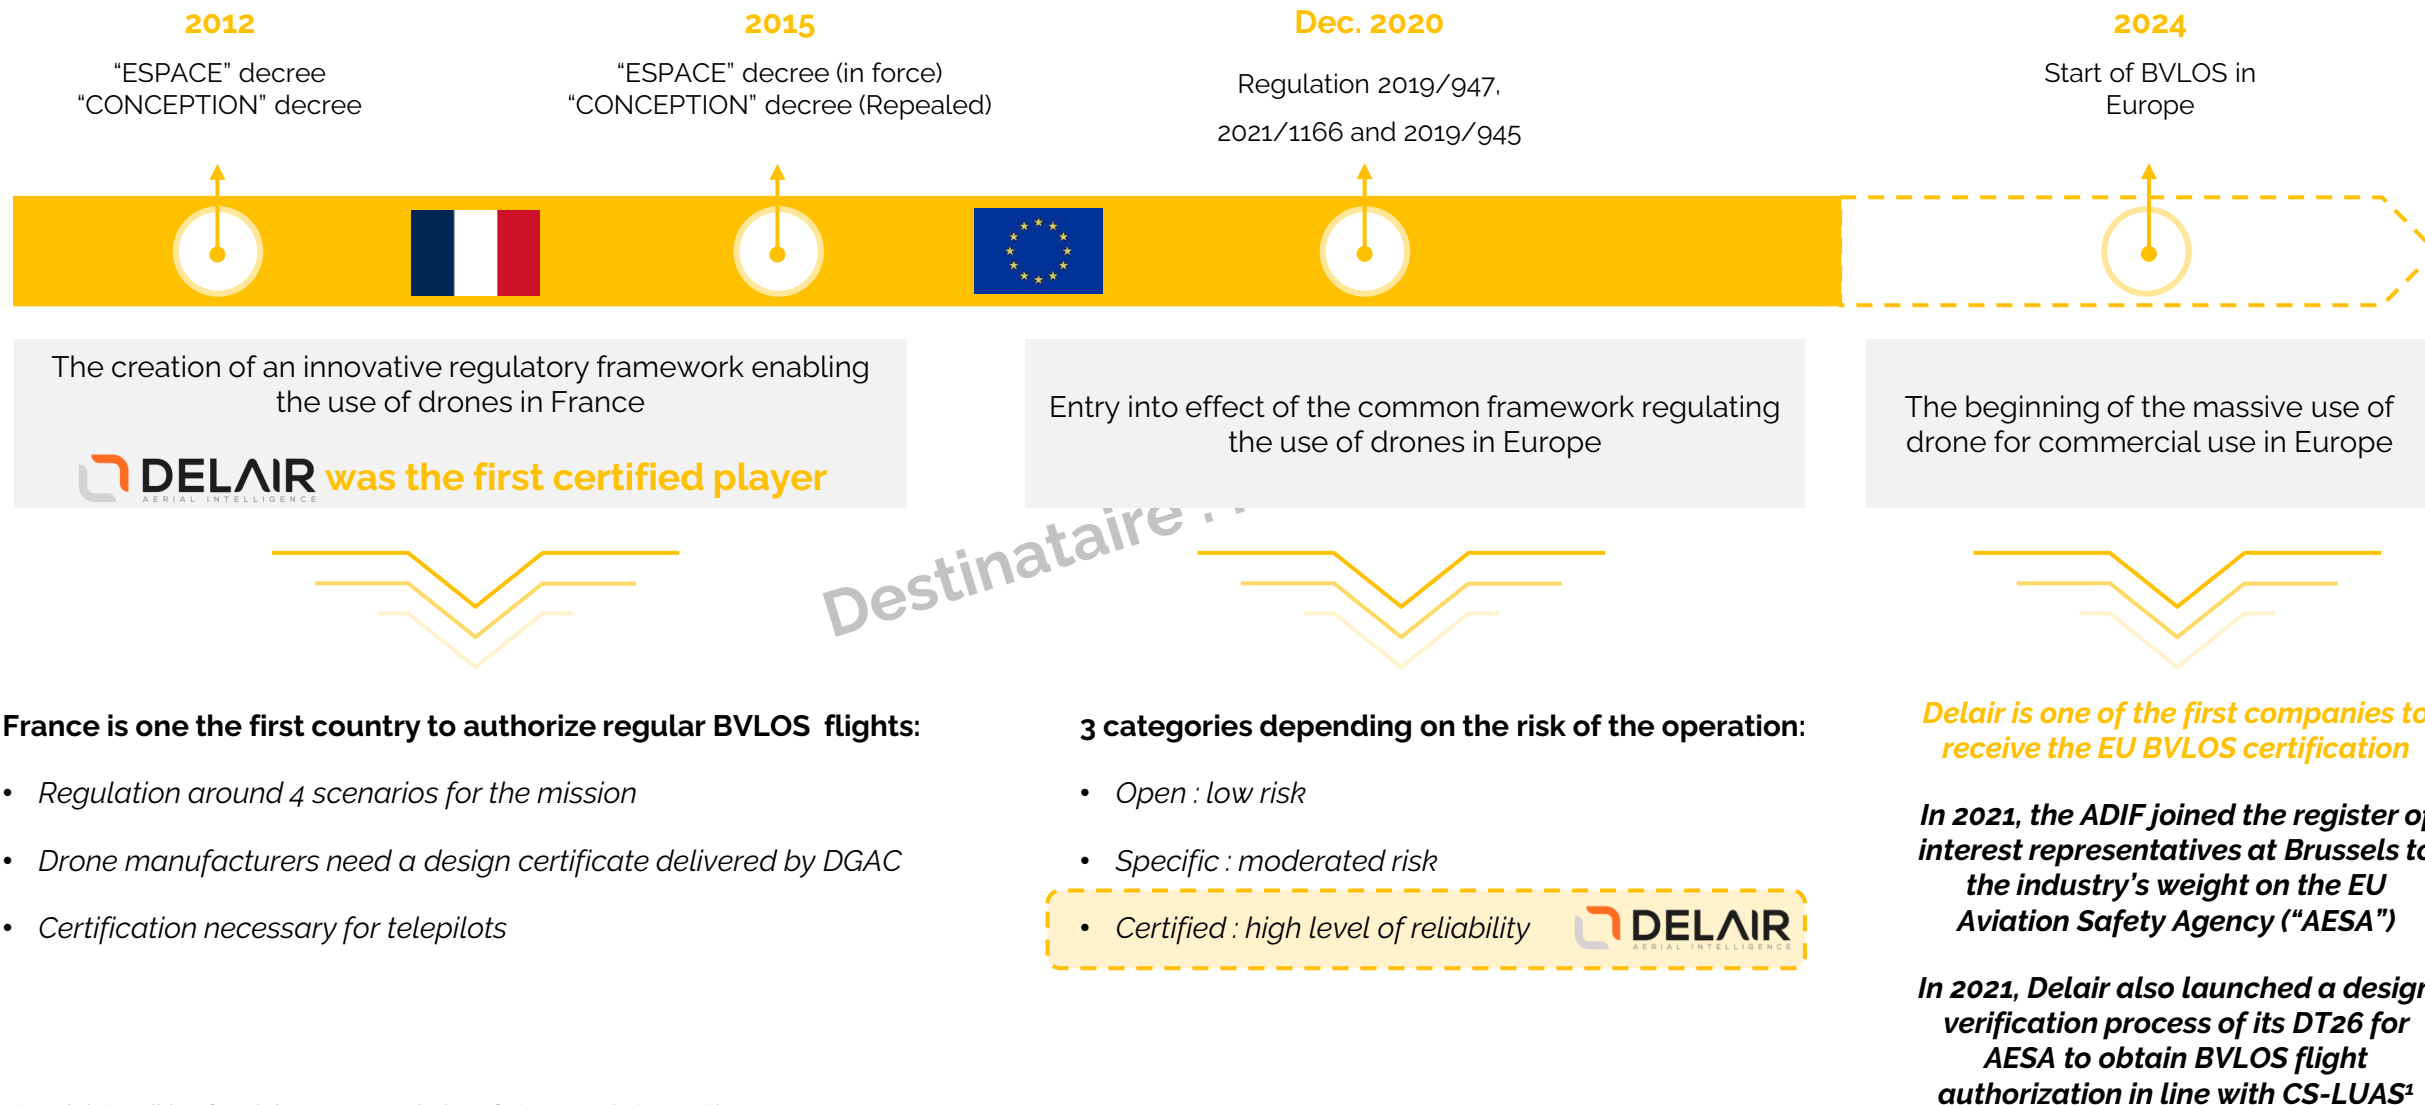 2012
“ESPACE” decree
“CONCEPTION” decree
2015
“ESPACE” decree (in force)
“CONCEPTION” decree (Repealed)
Dec. 2020
Regulation 2019/947,
2021/1166 and 2019/945
2024
Start of BVLOS in
Europe
The creation of an innovative regulatory framework enabling
the use of drones in France
DELAIR was the first certified player
AERIAL INTELLIGENCE
Entry into effect of the common framework regulating
the use of drones in Europe
The beginning of the massive use of
drone for commercial use in Europe
Destinataire :
France is one the first country to authorize regular BVLOS flights:
• Regulation around 4 scenarios for the mission
• Drone manufacturers need a design certificate delivered by DGAC
• Certification necessary for telepilots
3 categories depending on the risk of the operation:
• Open : low risk
• Specific : moderated risk
• Certified : high level of reliability
DELAIR
AERIAL INTELLIGENCE
Delair is one of the first companies to
receive the EU BVLOS certification
In 2021, the ADIF joined the register of
interest representatives at Brussels to
the industry’s weight on the EU
Aviation Safety Agency (“AESA”)
In 2021, Delair also launched a design
verification process of its DT26 for
AESA to obtain BVLOS flight
authorization in line with CS-LUAS¹